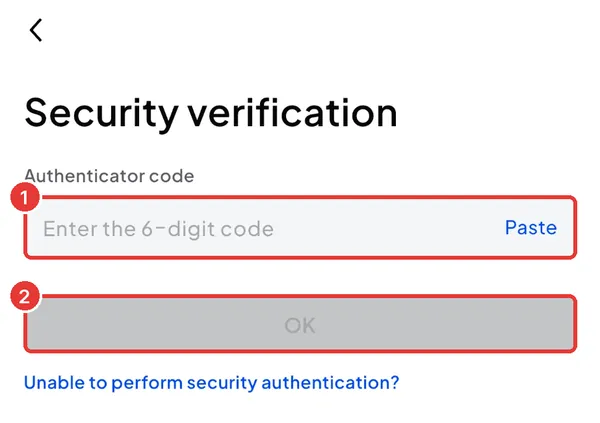 Security verification
Authenticator code
1
Enter the 6-digit code Paste
2
OK
Unable to perform security authentication?